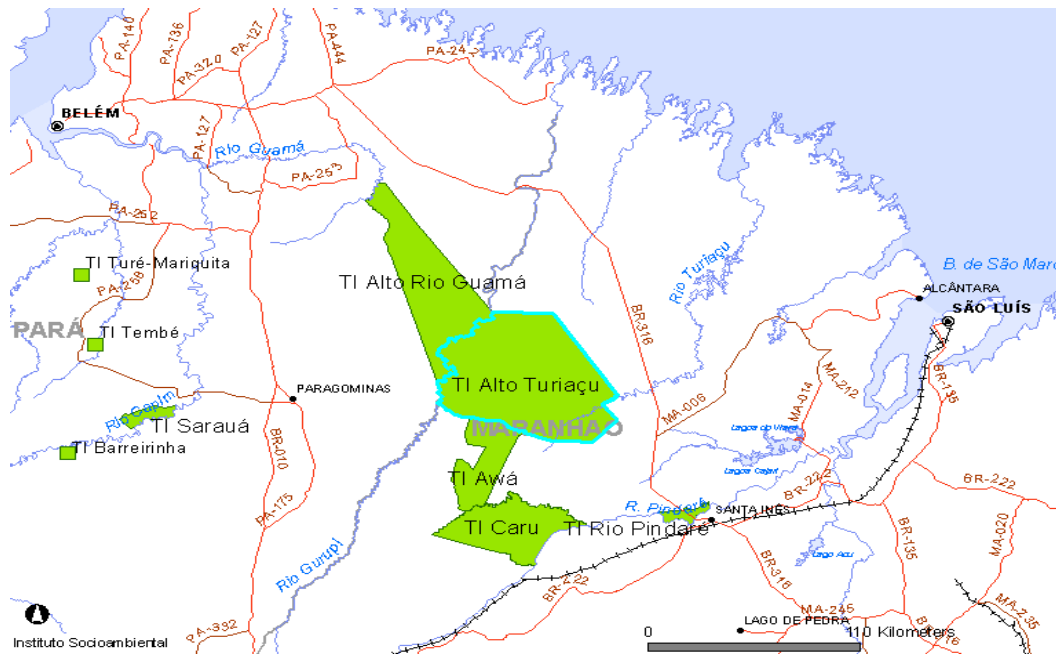 PA-140
PA-136
PA-127
PA-444
PA-242
PA-320
BELÉM
PA-127
Rio Guamá
PA-253
PA-252
TI Turé-Mariquita
PA-256
TI Alto Rio Guamá
Rio Turiaçu
B. de São Marc
ALCÂNTARA
SÃO LUÍS
PARÁ
TI Tembé
BR-316
MA-212
BR-135
TI Alto Turiaçu
PARAGOMINAS
MA-006
MA-014
Rio Capim
TI Sarauá
MARANHÃO
TI Barreirinha
BR-010
TI Awá
BR-222
BR-222
PA-175
R. Pindaré
SANTA INÊS
TI Caru
TI Rio Pindaré
MA-020
BR-135
Rio Gurupi
Lago Acu
BR-222
BR-316
MA-245
MA-235
PA-332
LAGO DE PEDRA
0
110 Kilometers
Instituto Socioambiental